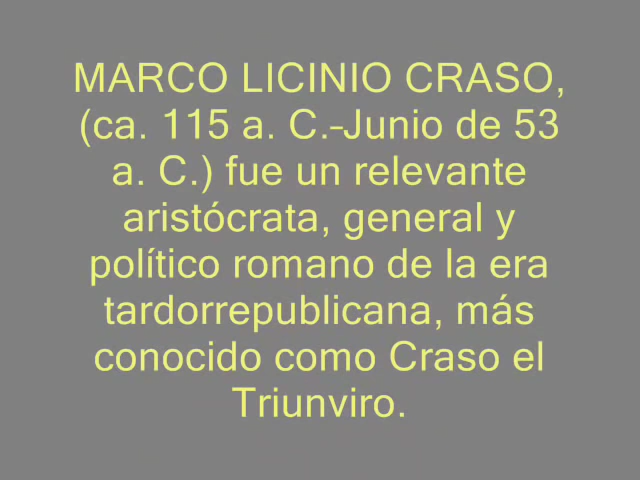 MARCO LICINIO CRASO,
(ca. 115 a. C.–Junio de 53
a. C.) fue un relevante
aristócrata, general y
político romano de la era
tardorrepublicana, más
conocido como Craso el
Triunviro.